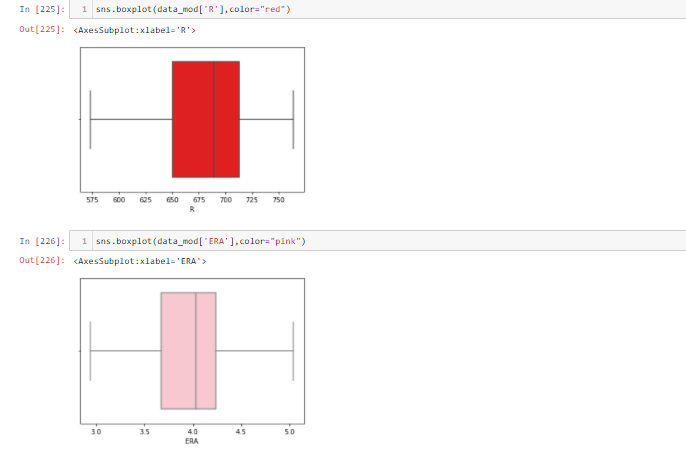 In [225]: 1 sns.boxplot(data_mod['R'],color="red")
Out[225]: <AxesSubplot:xlabel='R'>
575 600 625 650 675 700 725 750
R
In [226]: 1 sns.boxplot(data_mod['ERA'],color="pink")
Out[226]: <AxesSubplot:xlabel='ERA'>
3.0 3.5 4.0 4.5 5.0
ERA